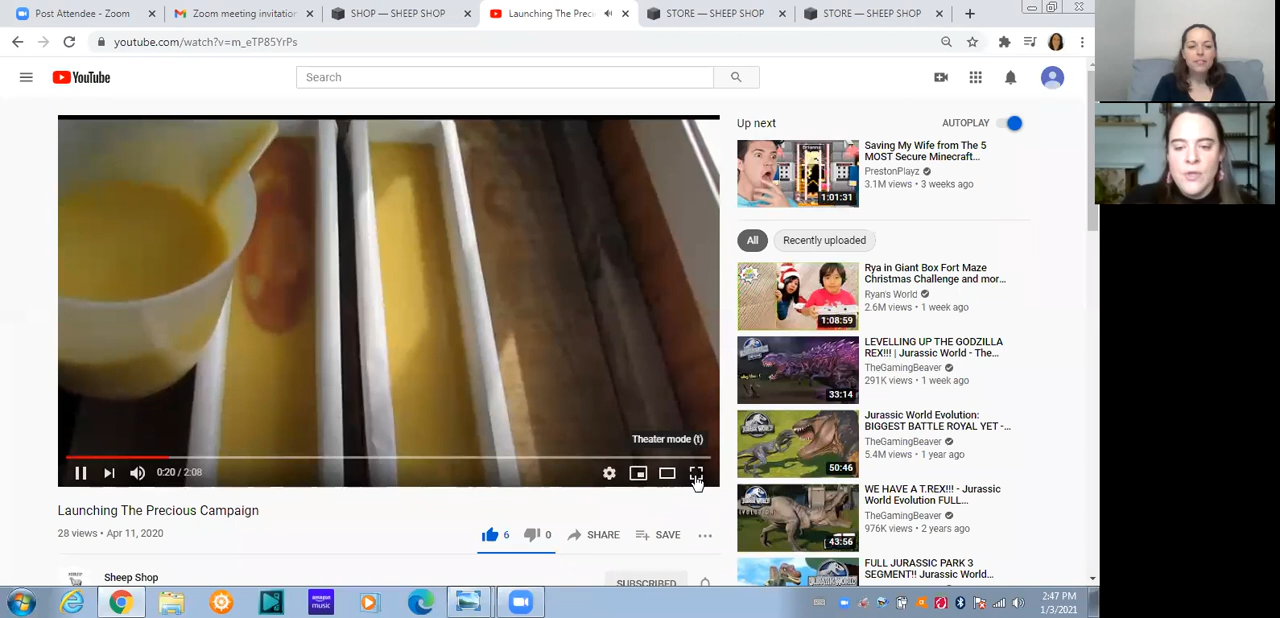 Post Attendee - Zoom
Zoom meeting invitation
SHOP — SHEEP SHOP
Launching The Preci
STORE — SHEEP SHOP
STORE — SHEEP SHOP
youtube.com/watch?v=m_eTP85YrPs
YouTube
Search
Up next
AUTOPLAY
Saving My Wife from The 5
MOST Secure Minecraft...
PrestonPlayz
3.1M views • 3 weeks ago
1:01:31
All
Recently uploaded
Rya in Giant Box Fort Maze
Christmas Challenge and mor...
Ryan's World
2.6M views • 1 week ago
1:08:59
LEVELLING UP THE GODZILLA
REX!!! | Jurassic World - The...
TheGamingBeaver
291K views • 1 week ago
33:14
Jurassic World Evolution:
BIGGEST BATTLE ROYAL YET -...
TheGamingBeaver
5.4M views • 1 year ago
50:46
WE HAVE A T.REX!!! - Jurassic
World Evolution FULL...
TheGamingBeaver
976K views • 2 years ago
43:56
FULL JURASSIC PARK 3
SEGMENT!! Jurassic World...
Theater mode (t)
0:20 / 2:08
Launching The Precious Campaign
28 views • Apr 11, 2020
6
0
SHARE
SAVE
Sheep Shop
SUBSCRIBED
amazon
music
2:47 PM
1/3/2021